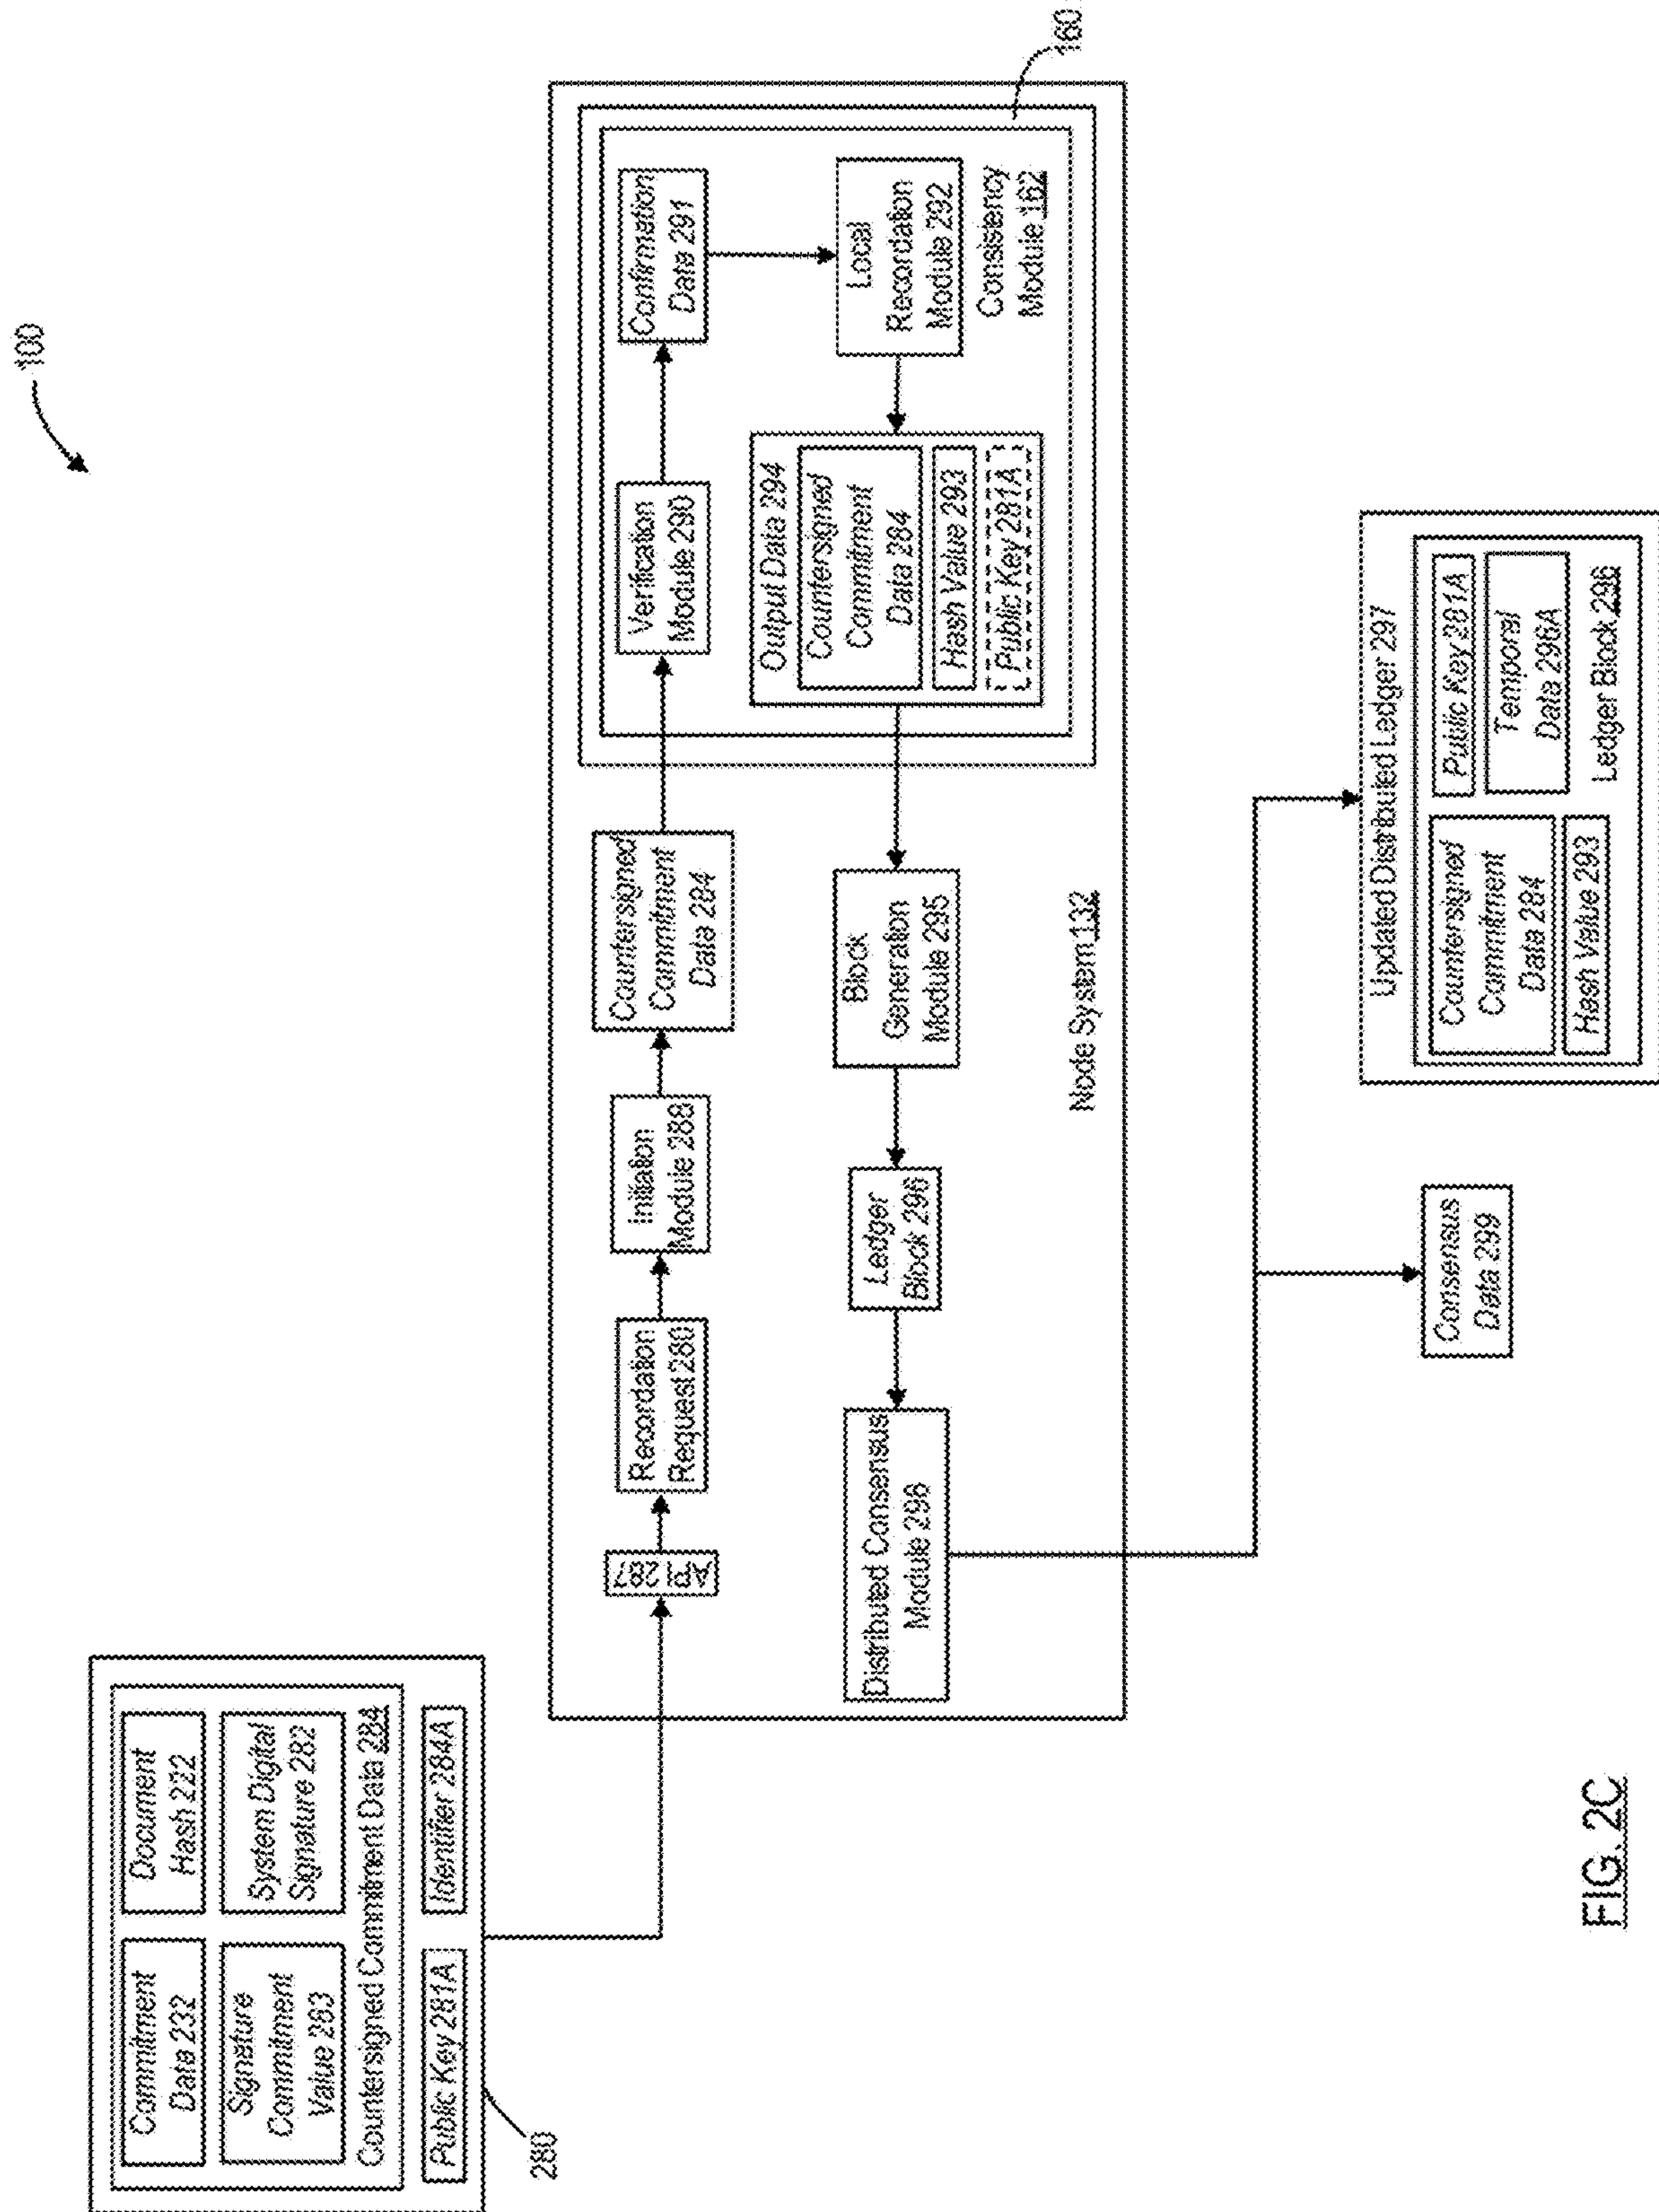 100
Commitment
Data 232
Document
Hash 222
Signature
Commitment
Value 283
System Digital
Signature 282
Countersigned Commitment Data 284
Public Key 281A
Identifier 284A
280
API 287
Recordation
Request 280
Initiation
Module 288
Countersigned
Commitment
Data 284
Verification
Module 290
Confirmation
Data 291
Local
Recordation
Module 292
Consistency
Module 162
160
Output Data 294
Countersigned
Commitment
Data 284
Hash Value 293
Public Key 281A
Block
Generation
Module 295
Ledger
Block 296
Distributed Consensus
Module 298
Node System 132
Consensus
Data 299
Updated Distributed Ledger 297
Countersigned
Commitment
Data 284
Hash Value 293
Public Key 281A
Temporal
Data 296A
Ledger Block 296
FIG. 2C